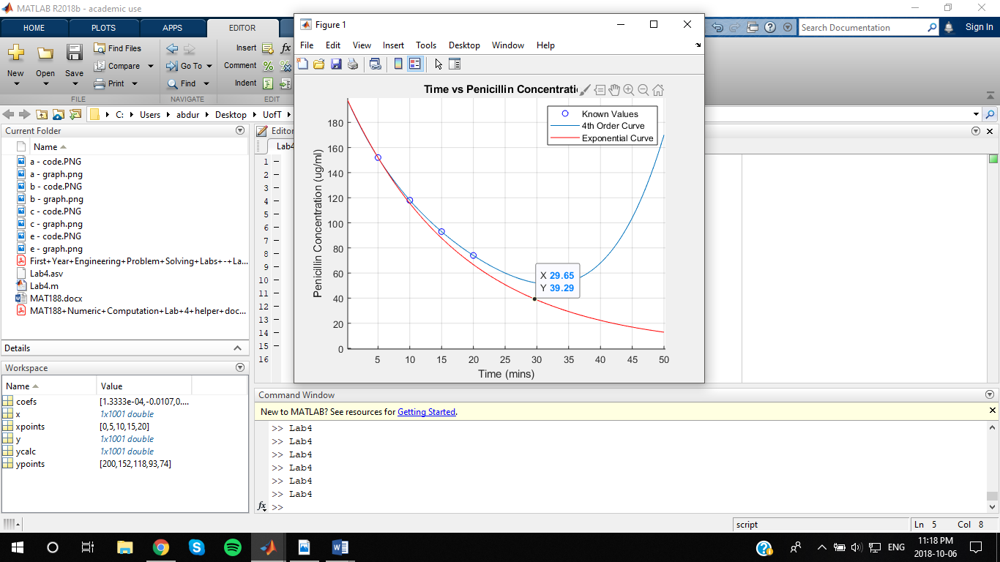 MATLAB R2018b - academic use
HOME PLOTS APPS EDITOR
Search Documentation
Sign In
New
Open
Save
Find Files
Compare
Print
FILE
Go To
Find
NAVIGATE
Insert fx
Comment
Indent
EDIT
C: Users abdur Desktop UofT
Current Folder
Name
a - code.PNG
a - graph.png
b - code.PNG
b - graph.png
c - code.PNG
c - graph.png
e - code.PNG
e - graph.png
First+Year+Engineering+Problem+Solving+Labs+-+La...
Lab4.asv
Lab4.m
MAT188.docx
MAT188+Numeric+Computation+Lab+4+helper+doc...
Details
Workspace
Name Value
coefs [1.3333e-04,-0.0107,0....
x 1x1001 double
xpoints [0,5,10,15,20]
y 1x1001 double
ycalc 1x1001 double
ypoints [200,152,118,93,74]
Editor
Lab4
1 –
2 –
3 –
4 –
5 –
6 –
7 –
8 –
9 –
10 –
11 –
12 –
13 –
14 –
15 –
16
Figure 1
File Edit View Insert Tools Desktop Window Help
Time vs Penicillin Concentrati
Known Values
4th Order Curve
Exponential Curve
Penicillin Concentration (ug/ml)
180
160
140
120
100
80
60
40
20
0
X 29.65
Y 39.29
5 10 15 20 25 30 35 40 45 50
Time (mins)
Command Window
New to MATLAB? See resources for Getting Started.
>> Lab4
>> Lab4
>> Lab4
>> Lab4
>> Lab4
>> Lab4
fx >>
script
Ln 5 Col 8
ENG
11:18 PM
2018-10-06